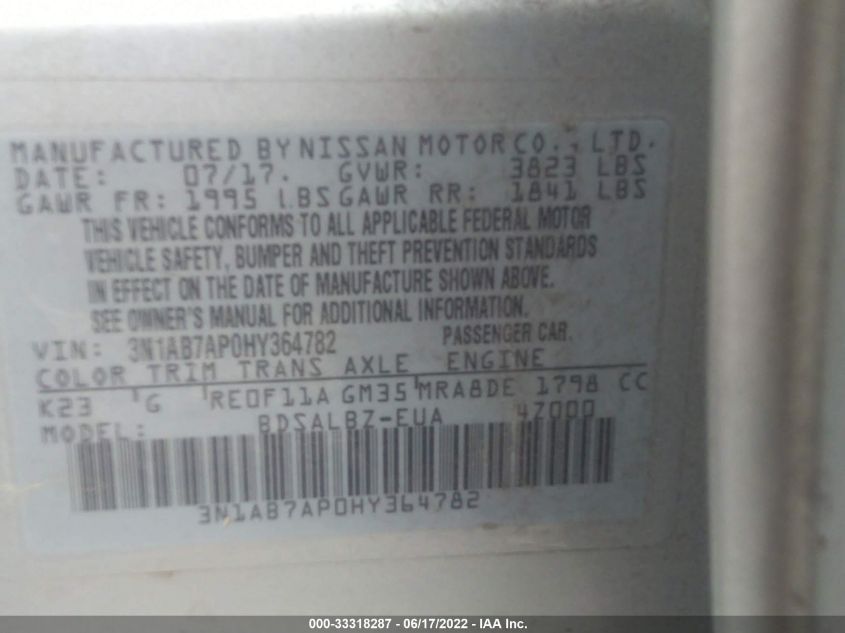 MANUFACTURED BY NISSAN MOTOR CO., LTD.
DATE: 07/17. GVWR: 3823 LBS
GAWR FR: 1995 LBS GAWR RR: 1841 LBS
THIS VEHICLE CONFORMS TO ALL APPLICABLE FEDERAL MOTOR
VEHICLE SAFETY, BUMPER AND THEFT PREVENTION STANDARDS
IN EFFECT ON THE DATE OF MANUFACTURE SHOWN ABOVE.
SEE OWNER'S MANUAL FOR ADDITIONAL INFORMATION.
VIN: 3N1AB7AP0HY364782 PASSENGER CAR.
COLOR TRIM TRANS AXLE ENGINE
K23 G RE0F11A GM35 MRA8DE 1798 CC
MODEL: BDSALBZ-EUA 47000
3N1AB7AP0HY364782
000-33318287 - 06/17/2022 - IAA Inc.